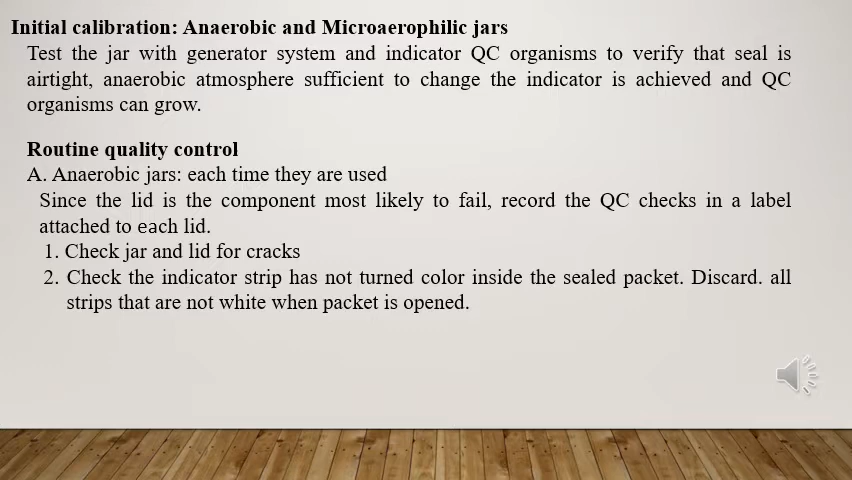 Initial calibration: Anaerobic and Microaerophilic jars
Test the jar with generator system and indicator QC organisms to verify that seal is
airtight, anaerobic atmosphere sufficient to change the indicator is achieved and QC
organisms can grow.
Routine quality control
A. Anaerobic jars: each time they are used
Since the lid is the component most likely to fail, record the QC checks in a label
attached to each lid.
1. Check jar and lid for cracks
2. Check the indicator strip has not turned color inside the sealed packet. Discard. all
strips that are not white when packet is opened.